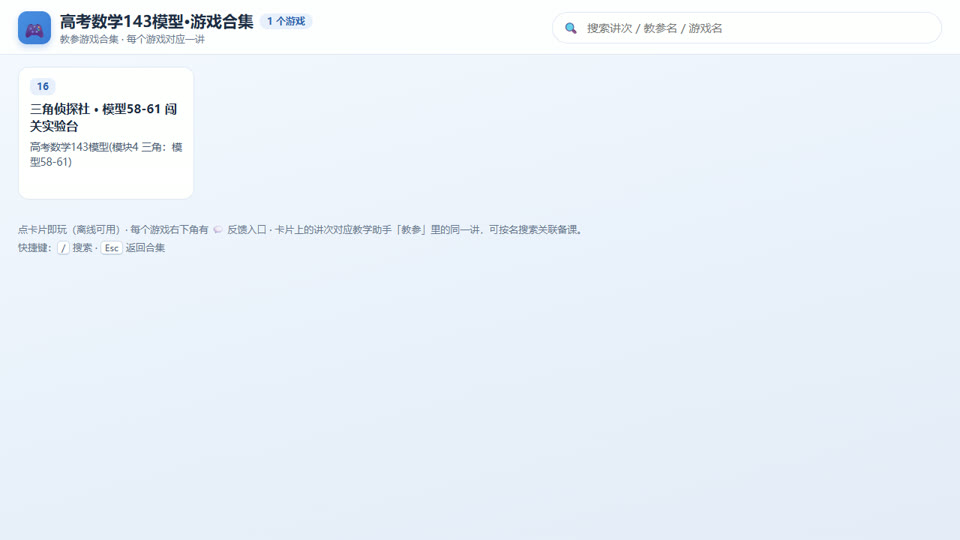 高考数学143模型·游戏合集 1 个游戏
教参游戏合集 · 每个游戏对应一讲
搜索讲次 / 教参名 / 游戏名
16
三角侦探社 · 模型58-61 闯
关实验台
高考数学143模型(模块4 三角：模
型58-61)
点卡片即玩（离线可用）· 每个游戏右下角有 💬 反馈入口 · 卡片上的讲次对应教学助手「教参」里的同一讲，可按名搜索关联备课。
快捷键： / 搜索 · Esc 返回合集